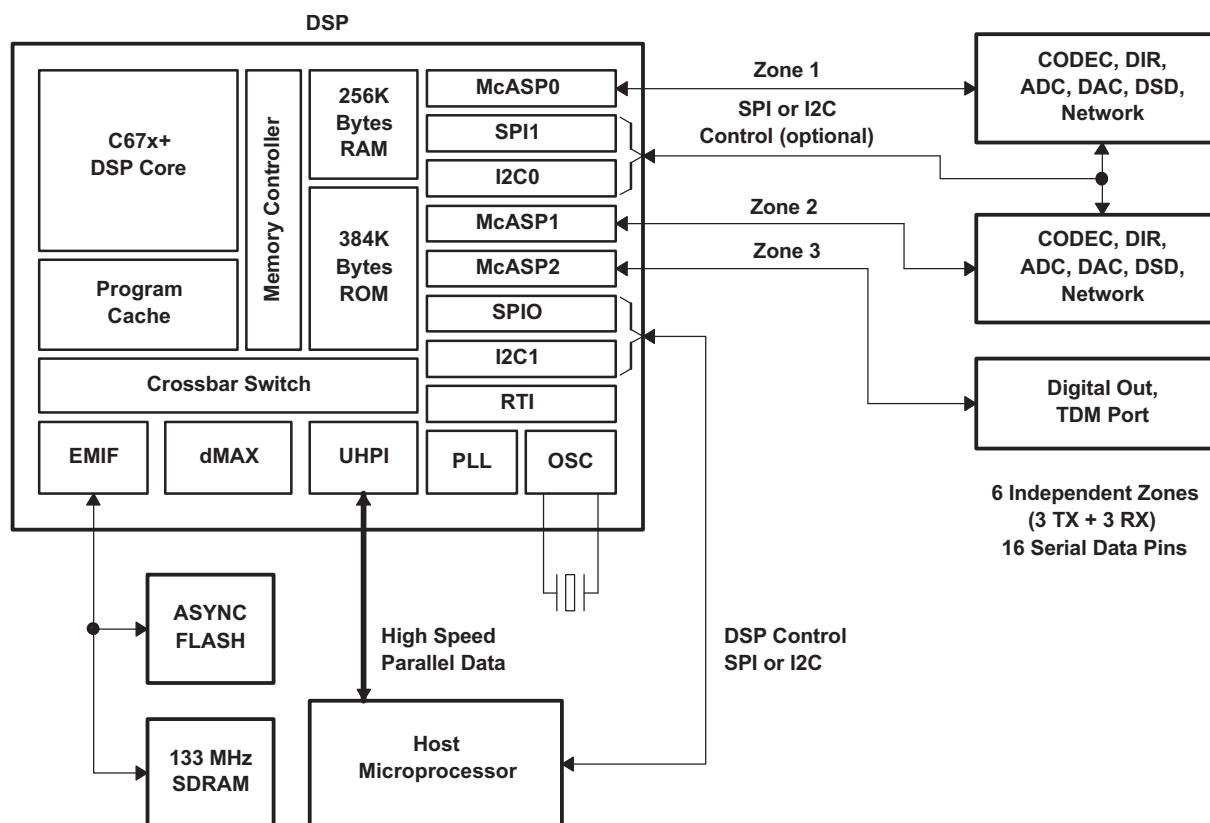 DSP
C67x+
DSP Core
Program
Cache
Memory Controller
256K
Bytes
RAM
384K
Bytes
ROM
Crossbar Switch
McASP0
SPI1
I2C0
McASP1
McASP2
SPIO
I2C1
RTI
EMIF
dMAX
UHPI
PLL
OSC
Zone 1
SPI or I2C
Control (optional)
Zone 2
Zone 3
CODEC, DIR,
ADC, DAC, DSD,
Network
CODEC, DIR,
ADC, DAC, DSD,
Network
Digital Out,
TDM Port
6 Independent Zones
(3 TX + 3 RX)
16 Serial Data Pins
ASYNC
FLASH
133 MHz
SDRAM
High Speed
Parallel Data
Host
Microprocessor
DSP Control
SPI or I2C